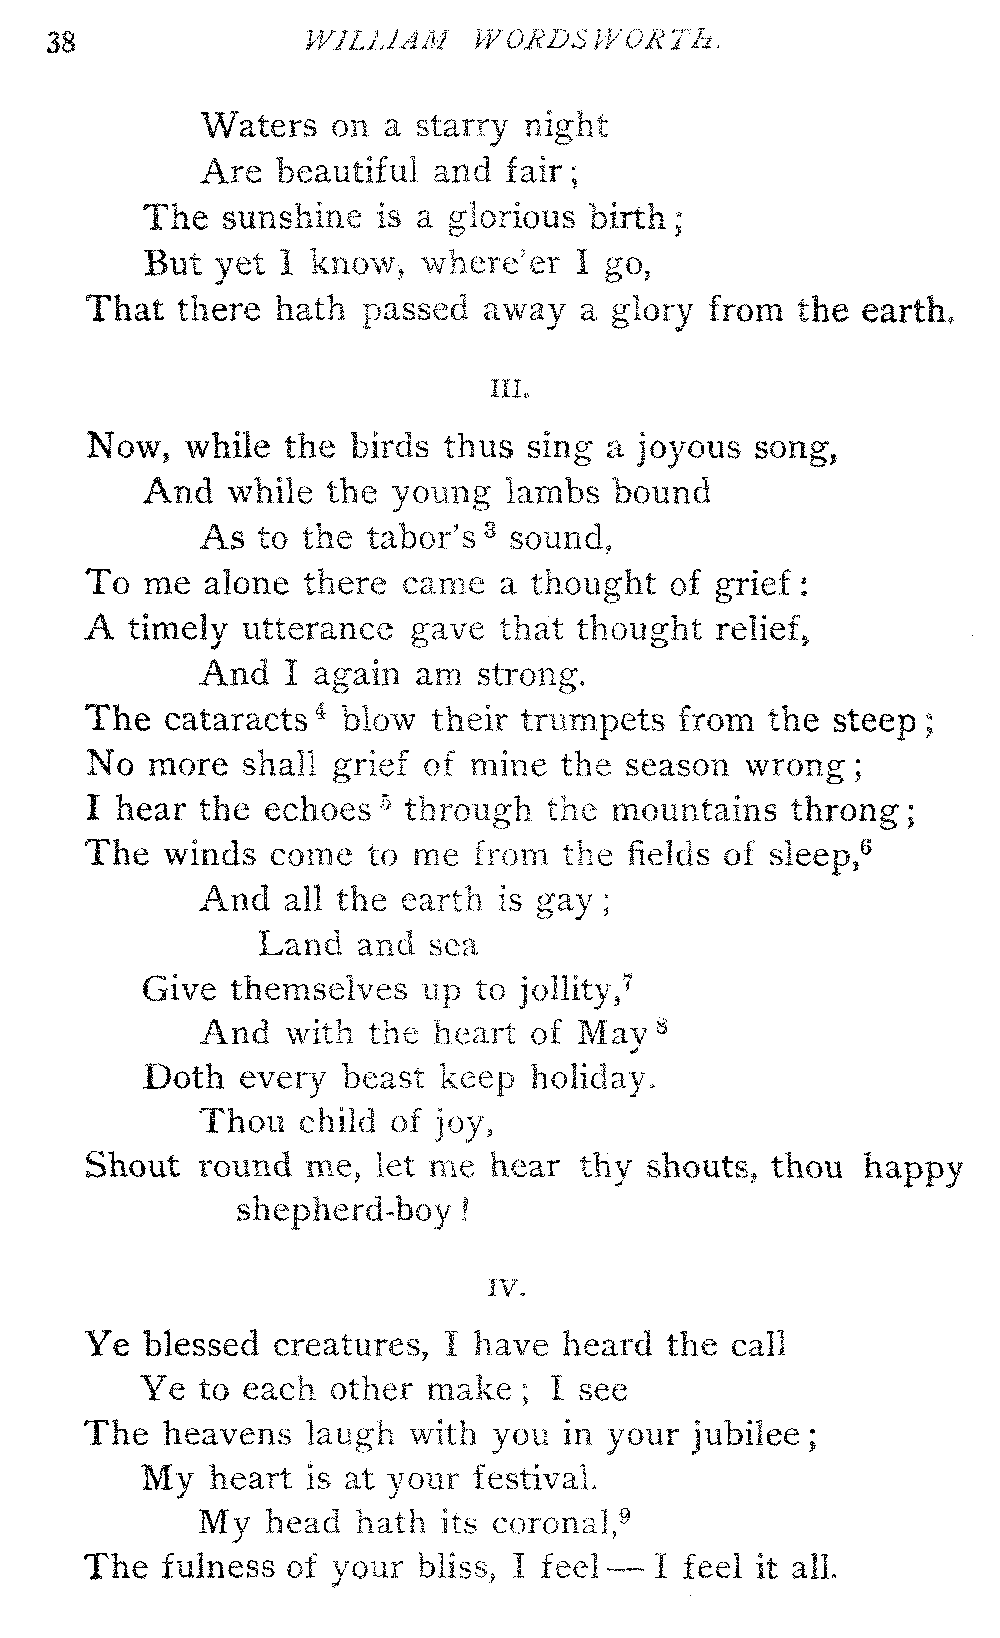 38 WILLIAM WORDSWORTH.
Waters on a starry night
Are beautiful and fair;
The sunshine is a glorious birth;
But yet I know, where'er I go,
That there hath passed away a glory from the earth.
III.
Now, while the birds thus sing a joyous song,
And while the young lambs bound
As to the tabor's³ sound,
To me alone there came a thought of grief:
A timely utterance gave that thought relief,
And I again am strong.
The cataracts⁴ blow their trumpets from the steep;
No more shall grief of mine the season wrong;
I hear the echoes⁵ through the mountains throng;
The winds come to me from the fields of sleep,⁶
And all the earth is gay;
Land and sea
Give themselves up to jollity,⁷
And with the heart of May⁸
Doth every beast keep holiday.
Thou child of joy,
Shout round me, let me hear thy shouts, thou happy
shepherd-boy!
IV.
Ye blessed creatures, I have heard the call
Ye to each other make; I see
The heavens laugh with you in your jubilee;
My heart is at your festival.
My head hath its coronal,⁹
The fulness of your bliss, I feel — I feel it all.